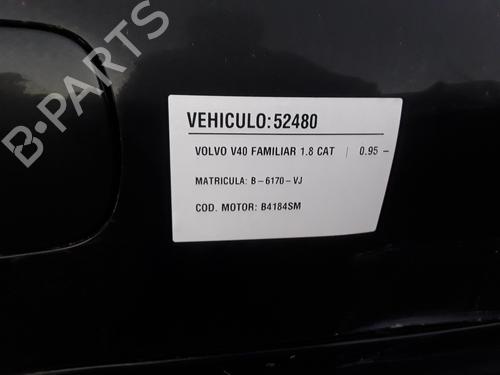 B-PARTS
VEHICULO:52480
VOLVO V40 FAMILIAR 1.8 CAT | 0.95 –
MATRICULA: B-6170-VJ
COD. MOTOR: B4184SM